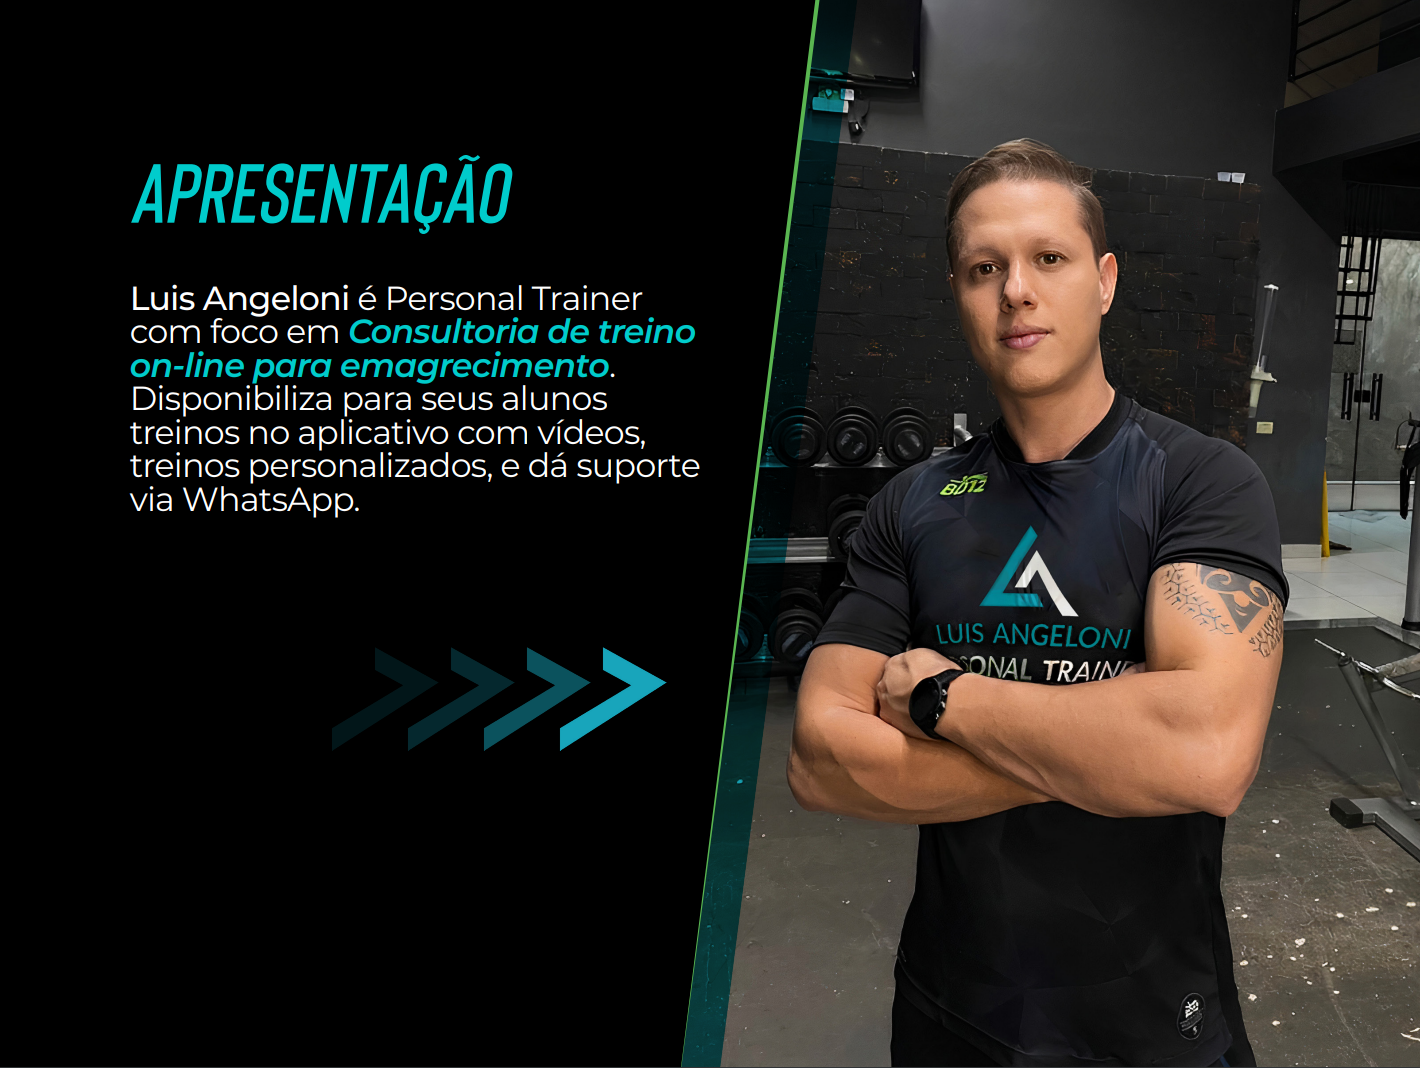 APRESENTAÇÃO
Luis Angeloni é Personal Trainer
com foco em Consultoria de treino
on-line para emagrecimento.
Disponibiliza para seus alunos
treinos no aplicativo com vídeos,
treinos personalizados, e dá suporte
via WhatsApp.
LUIS ANGELONI